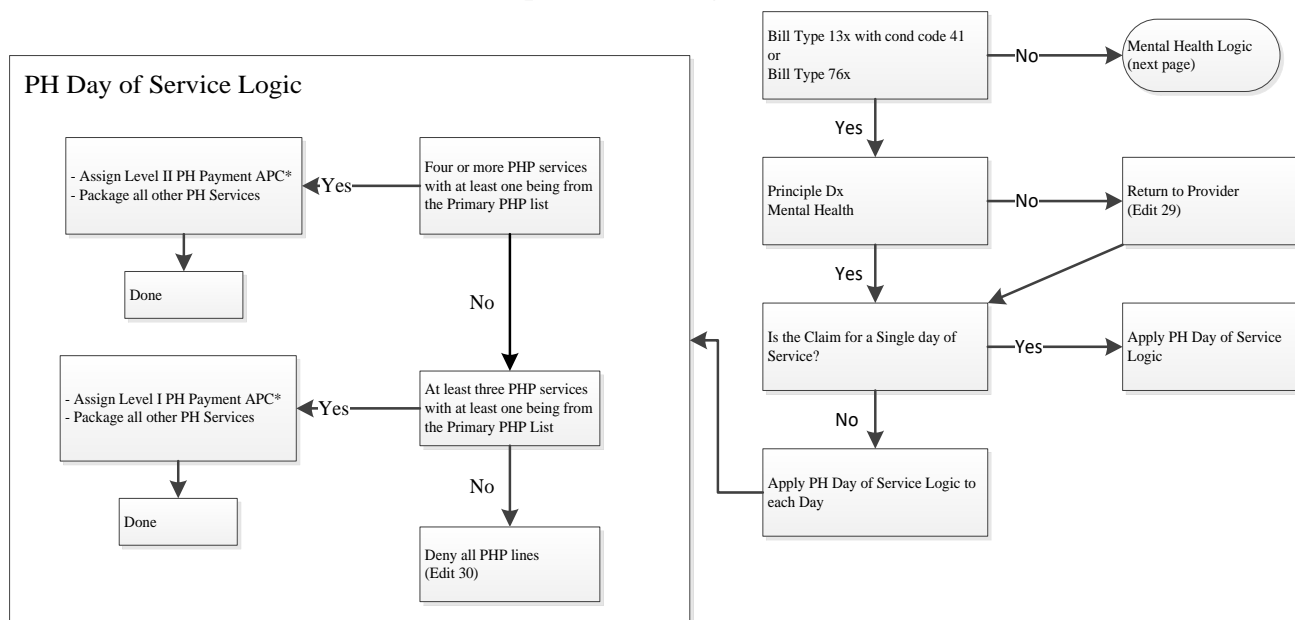 Bill Type 13x with cond code 41
or
Bill Type 76x
No
Mental Health Logic
(next page)
Yes
Principle Dx
Mental Health
No
Return to Provider
(Edit 29)
Yes
Is the Claim for a Single day of
Service?
Yes
Apply PH Day of Service
Logic
No
Apply PH Day of Service Logic to
each Day
PH Day of Service Logic
Four or more PHP services
with at least one being from
the Primary PHP list
Yes
- Assign Level II PH Payment APC*
- Package all other PH Services
Done
No
At least three PHP services
with at least one being from
the Primary PHP List
Yes
- Assign Level I PH Payment APC*
- Package all other PH Services
Done
No
Deny all PHP lines
(Edit 30)